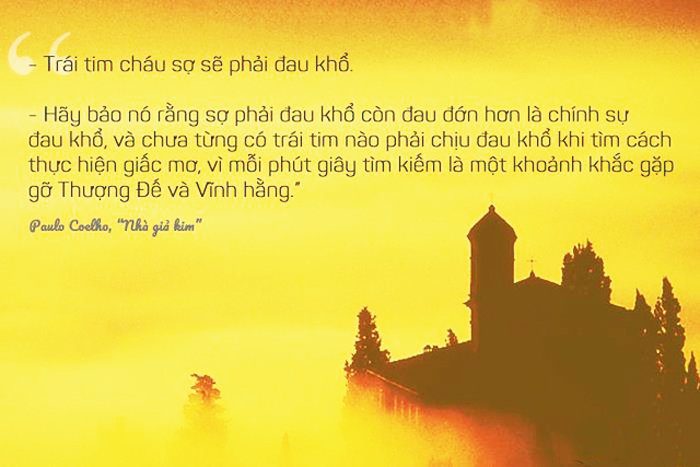 “
- Trái tim cháu sợ sẽ phải đau khổ.
- Hãy bảo nó rằng sợ phải đau khổ còn đau đớn hơn là chính sự
đau khổ, và chưa từng có trái tim nào phải chịu đau khổ khi tìm cách
thực hiện giấc mơ, vì mỗi phút giây tìm kiếm là một khoảnh khắc gặp
gỡ Thượng Đế và Vĩnh hằng.”
Paulo Coelho, “Nhà giả kim”